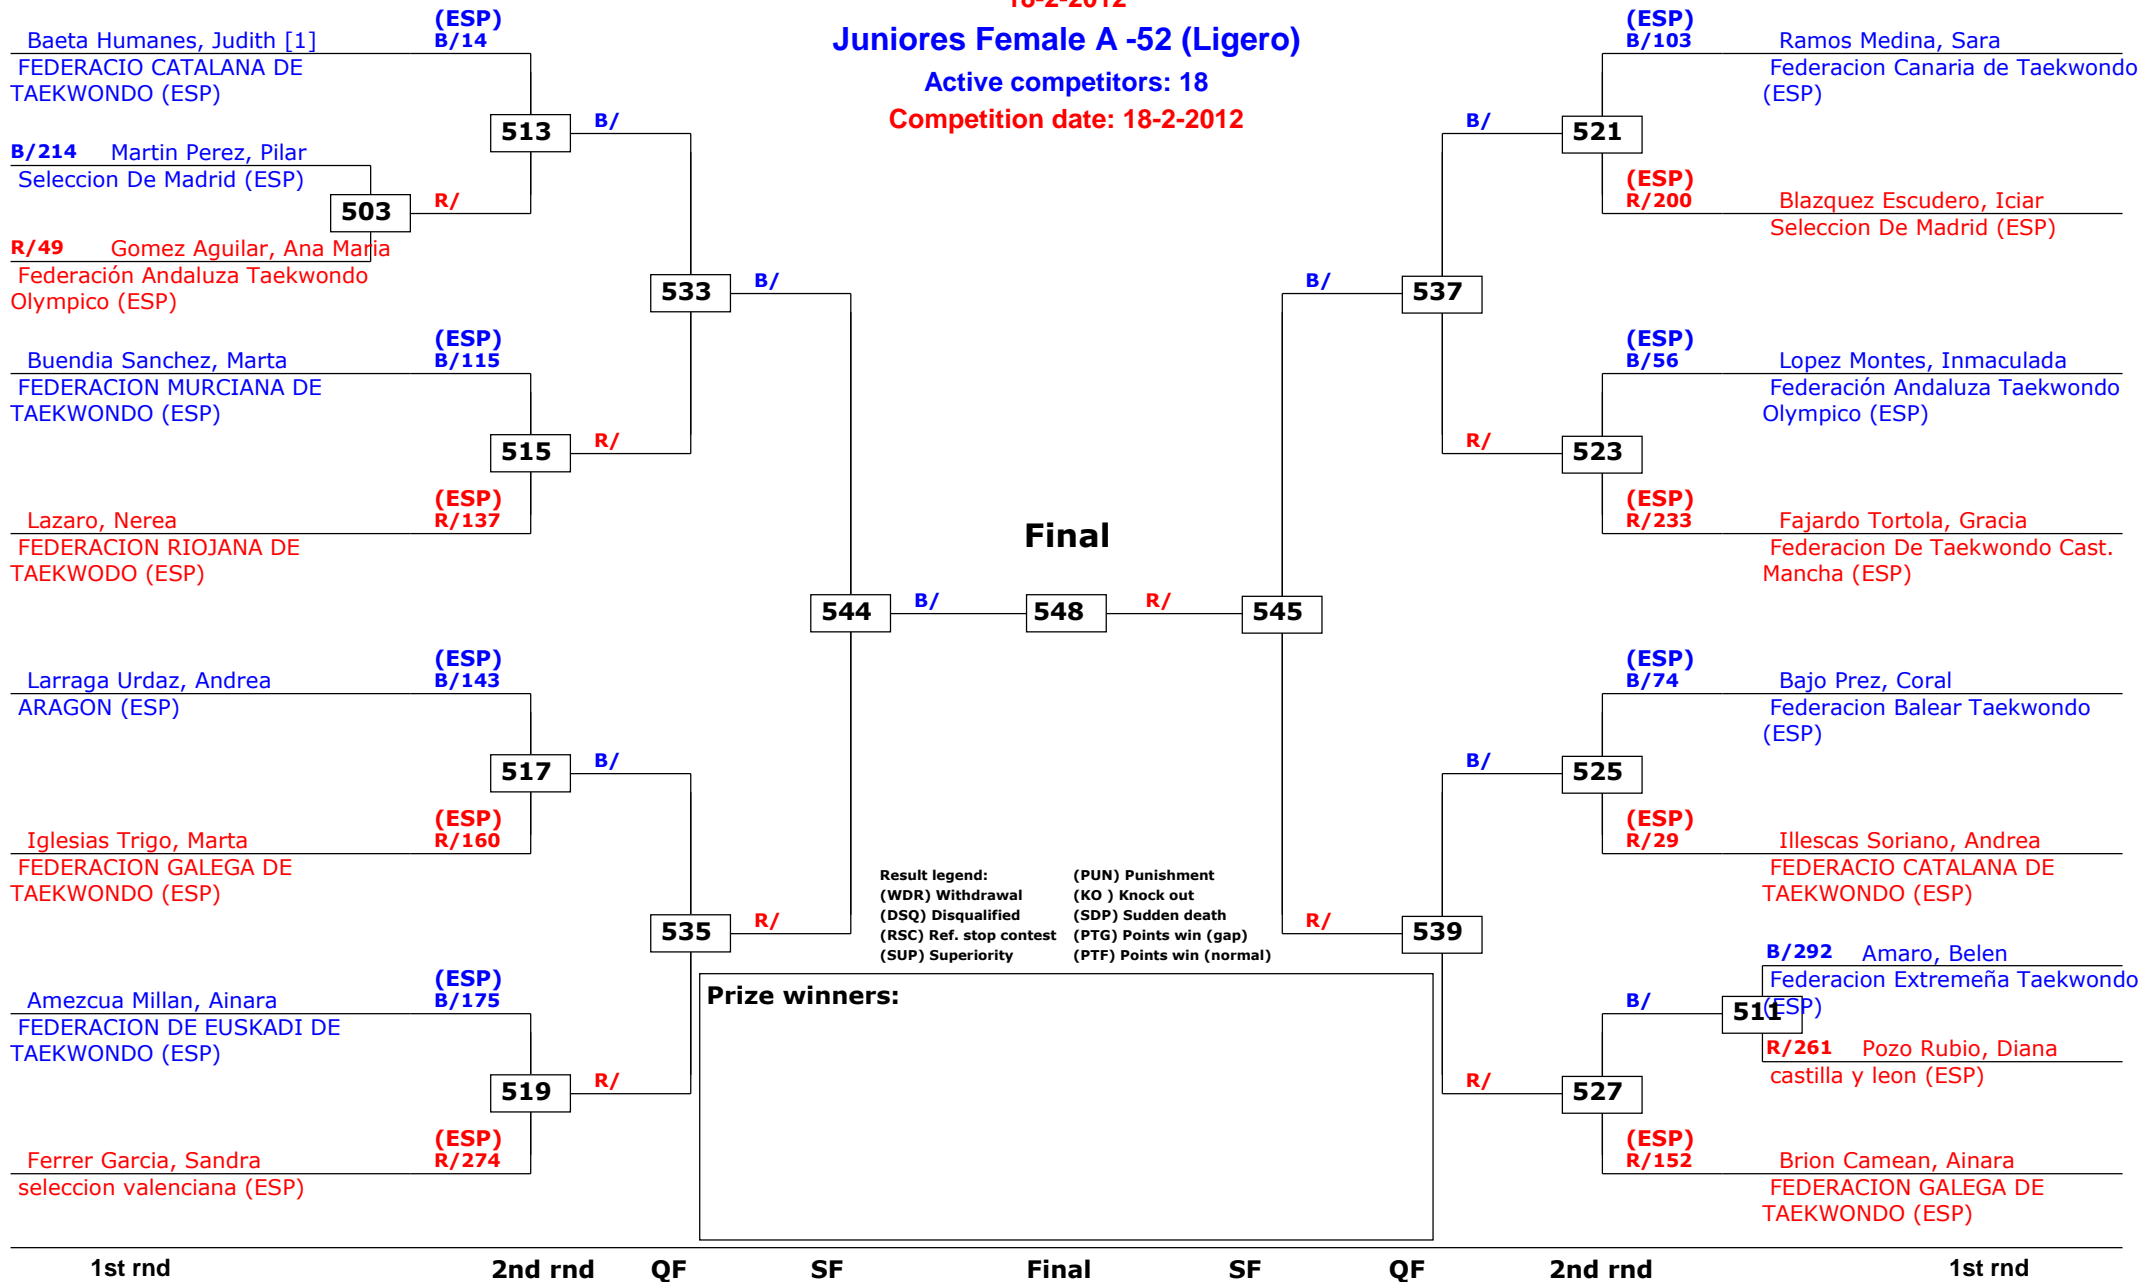 18-2-2012
Juniores Female A -52 (Ligero)
Active competitors: 18
Competition date: 18-2-2012
(ESP)
Baeta Humanes, Judith [1] B/14
FEDERACIO CATALANA DE
TAEKWONDO (ESP)
513
B/
B/214 Martin Perez, Pilar
Seleccion De Madrid (ESP)
503
R/
R/49 Gomez Aguilar, Ana Maria
Federación Andaluza Taekwondo
Olympico (ESP)
533
B/
(ESP)
Buendia Sanchez, Marta B/115
FEDERACION MURCIANA DE
TAEKWONDO (ESP)
515
R/
(ESP)
Lazaro, Nerea R/137
FEDERACION RIOJANA DE
TAEKWODO (ESP)
544
B/
(ESP)
Larraga Urdaz, Andrea B/143
ARAGON (ESP)
517
B/
(ESP)
Iglesias Trigo, Marta R/160
FEDERACION GALEGA DE
TAEKWONDO (ESP)
535
R/
(ESP)
Amezcua Millan, Ainara B/175
FEDERACION DE EUSKADI DE
TAEKWONDO (ESP)
519
R/
(ESP)
Ferrer Garcia, Sandra R/274
seleccion valenciana (ESP)
Final
548
R/
545
(ESP)
B/103 Ramos Medina, Sara
Federacion Canaria de Taekwondo
(ESP)
B/
521
(ESP)
R/200 Blazquez Escudero, Iciar
Seleccion De Madrid (ESP)
B/
537
(ESP)
B/56 Lopez Montes, Inmaculada
Federación Andaluza Taekwondo
Olympico (ESP)
R/
523
(ESP)
R/233 Fajardo Tortola, Gracia
Federacion De Taekwondo Cast.
Mancha (ESP)
(ESP)
B/74 Bajo Prez, Coral
Federacion Balear Taekwondo
(ESP)
B/
525
(ESP)
R/29 Illescas Soriano, Andrea
FEDERACIO CATALANA DE
TAEKWONDO (ESP)
R/
539
B/292 Amaro, Belen
Federacion Extremeña Taekwondo
(ESP)
B/
511
R/261 Pozo Rubio, Diana
castilla y leon (ESP)
R/
527
(ESP)
R/152 Brion Camean, Ainara
FEDERACION GALEGA DE
TAEKWONDO (ESP)
Result legend: (PUN) Punishment
(WDR) Withdrawal (KO ) Knock out
(DSQ) Disqualified (SDP) Sudden death
(RSC) Ref. stop contest (PTG) Points win (gap)
(SUP) Superiority (PTF) Points win (normal)
Prize winners:
1st rnd 2nd rnd QF SF Final SF QF 2nd rnd 1st rnd